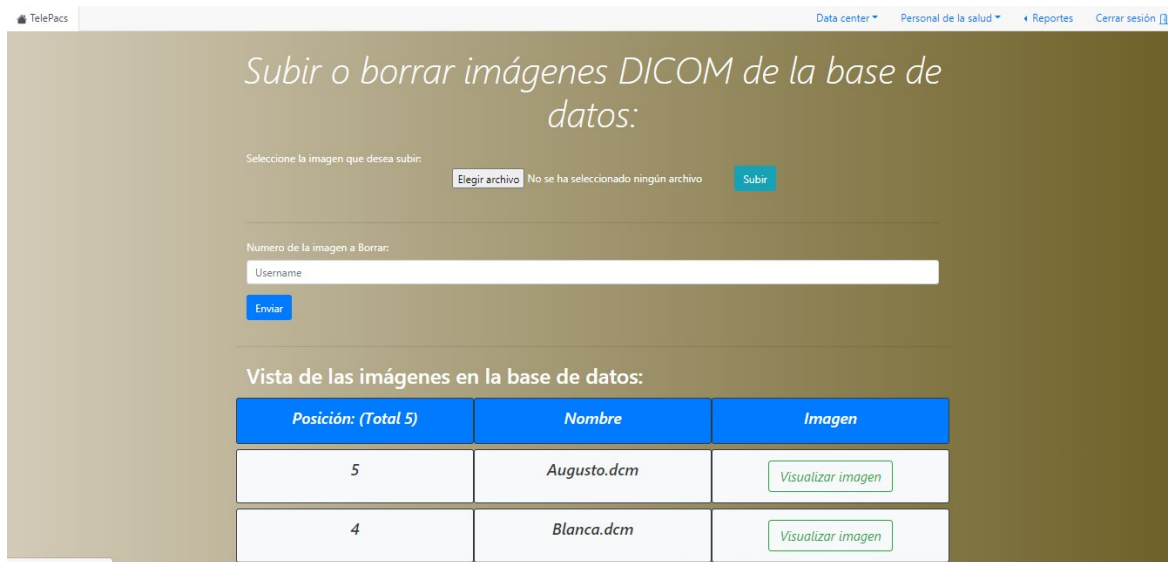 TelePacs
Data center
Personal de la salud
Reportes
Cerrar sesión
Subir o borrar imágenes DICOM de la base de
datos:
Seleccione la imagen que desea subir:
Elegir archivo No se ha seleccionado ningún archivo
Subir
Numero de la imagen a Borrar:
Username
Enviar
Vista de las imágenes en la base de datos:
Posición: (Total 5) Nombre Imagen
5 Augusto.dcm Visualizar imagen
4 Blanca.dcm Visualizar imagen